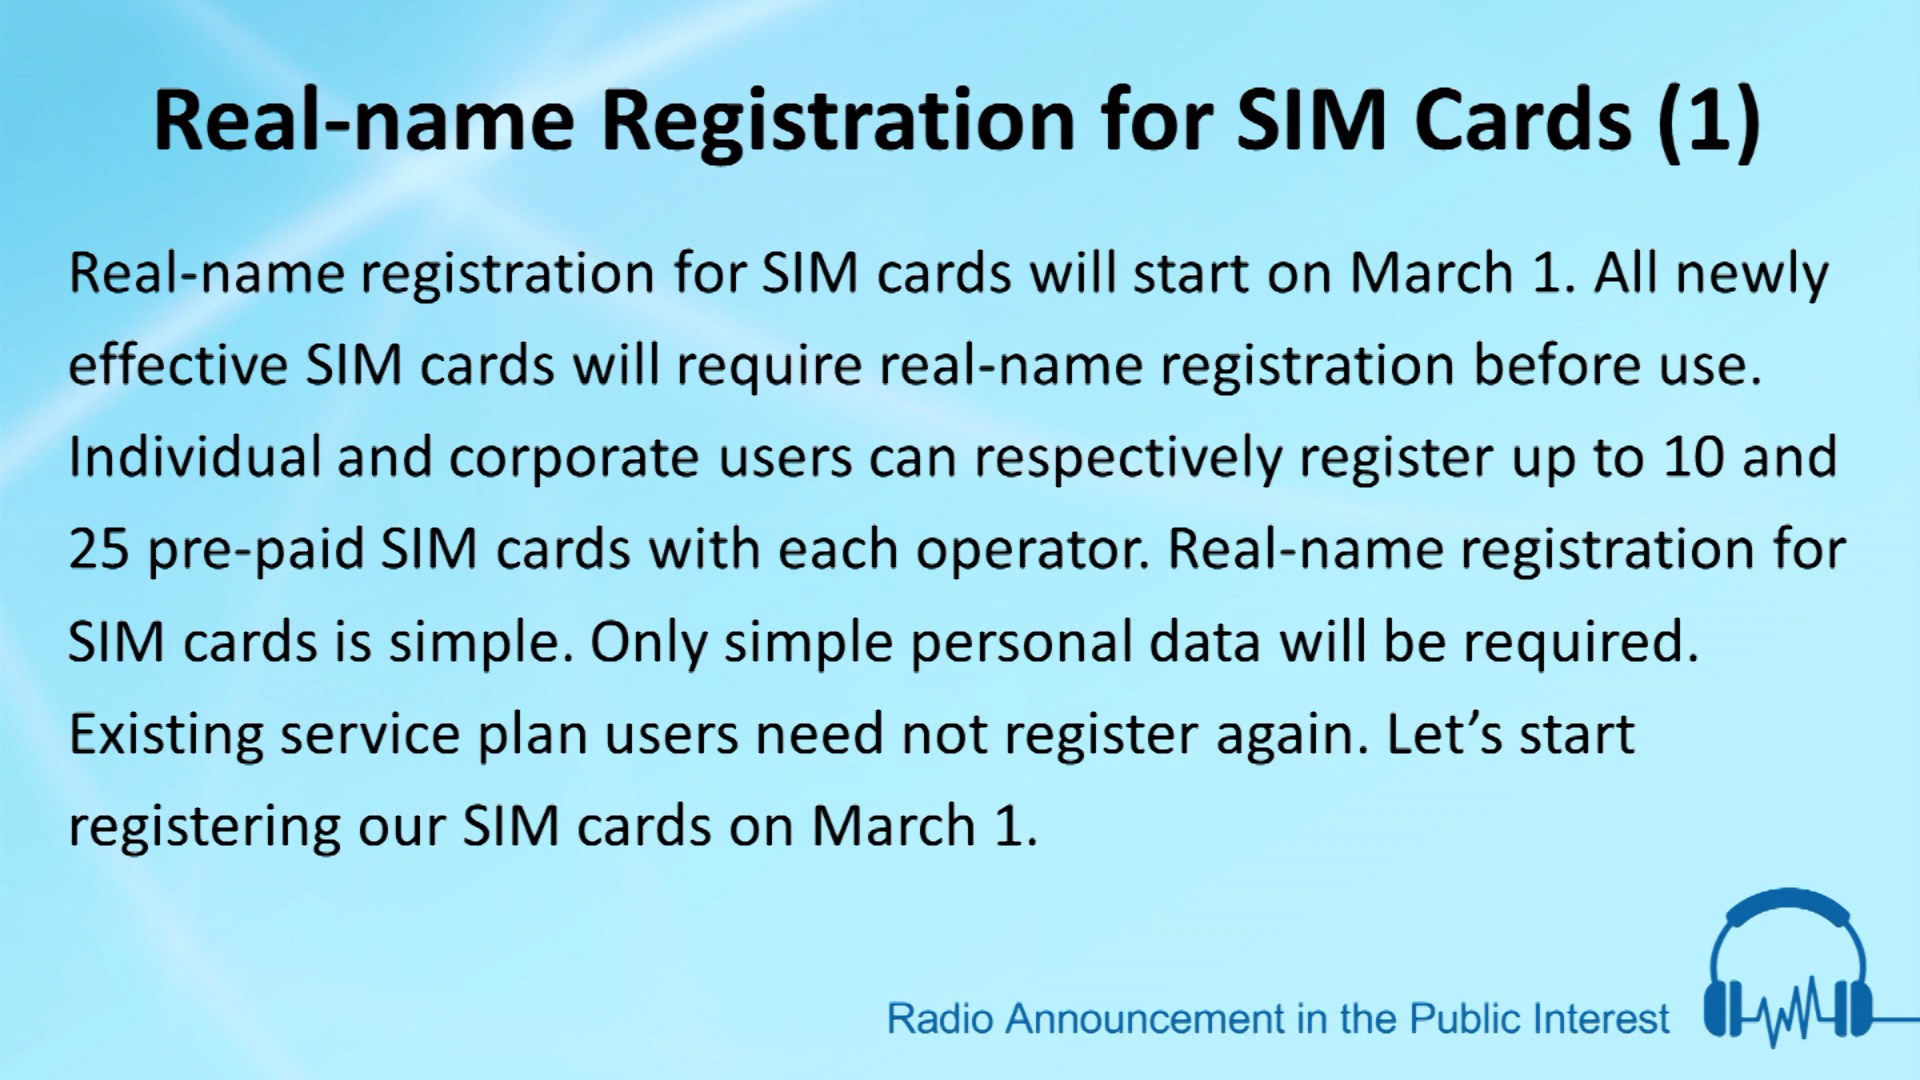 Real-name Registration for SIM Cards (1)
Real-name registration for SIM cards will start on March 1. All newly
effective SIM cards will require real-name registration before use.
Individual and corporate users can respectively register up to 10 and
25 pre-paid SIM cards with each operator. Real-name registration for
SIM cards is simple. Only simple personal data will be required.
Existing service plan users need not register again. Let’s start
registering our SIM cards on March 1.
Radio Announcement in the Public Interest